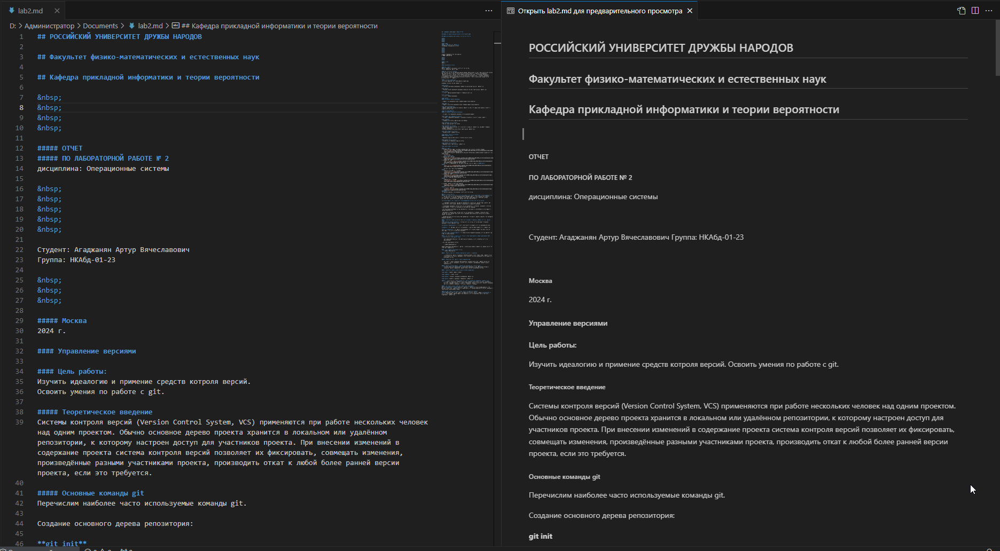 lab2.md
D: > Администратор > Documents > lab2.md > ## Кафедра прикладной информатики и теории вероятности
1 ## РОССИЙСКИЙ УНИВЕРСИТЕТ ДРУЖБЫ НАРОДОВ
2
3 ## Факультет физико-математических и естественных наук
4
5 ## Кафедра прикладной информатики и теории вероятности
6
7 &nbsp;
8 &nbsp;
9 &nbsp;
10 &nbsp;
11
12 ##### ОТЧЕТ
13 ##### ПО ЛАБОРАТОРНОЙ РАБОТЕ № 2
14 дисциплина: Операционные системы
15
16 &nbsp;
17 &nbsp;
18 &nbsp;
19 &nbsp;
20 &nbsp;
21
22 Студент: Агаджанян Артур Вячеславович
23 Группа: НКАбд-01-23
24
25 &nbsp;
26 &nbsp;
27 &nbsp;
28
29 ##### Москва
30 2024 г.
31
32 #### Управление версиями
33
34 #### Цель работы:
35 Изучить идеалогию и примение средств котроля версий.
36 Освоить умения по работе с git.
37
38 ##### Теоретическое введение
39 Системы контроля версий (Version Control System, VCS) применяются при работе нескольких человек
над одним проектом. Обычно основное дерево проекта хранится в локальном или удалённом
репозитории, к которому настроен доступ для участников проекта. При внесении изменений в
содержание проекта система контроля версий позволяет их фиксировать, совмещать изменения,
произведённые разными участниками проекта, производить откат к любой более ранней версии
проекта, если это требуется.
40
41 ##### Основные команды git
42 Перечислим наиболее часто используемые команды git.
43
44 Создание основного дерева репозитория:
45
46 **git init**
Открыть lab2.md для предварительного просмотра
РОССИЙСКИЙ УНИВЕРСИТЕТ ДРУЖБЫ НАРОДОВ
Факультет физико-математических и естественных наук
Кафедра прикладной информатики и теории вероятности
ОТЧЕТ
ПО ЛАБОРАТОРНОЙ РАБОТЕ № 2
дисциплина: Операционные системы
Студент: Агаджанян Артур Вячеславович Группа: НКАбд-01-23
Москва
2024 г.
Управление версиями
Цель работы:
Изучить идеалогию и примение средств котроля версий. Освоить умения по работе с git.
Теоретическое введение
Системы контроля версий (Version Control System, VCS) применяются при работе нескольких человек над одним проектом.
Обычно основное дерево проекта хранится в локальном или удалённом репозитории, к которому настроен доступ для
участников проекта. При внесении изменений в содержание проекта система контроля версий позволяет их фиксировать,
совмещать изменения, произведённые разными участниками проекта, производить откат к любой более ранней версии
проекта, если это требуется.
Основные команды git
Перечислим наиболее часто используемые команды git.
Создание основного дерева репозитория:
git init